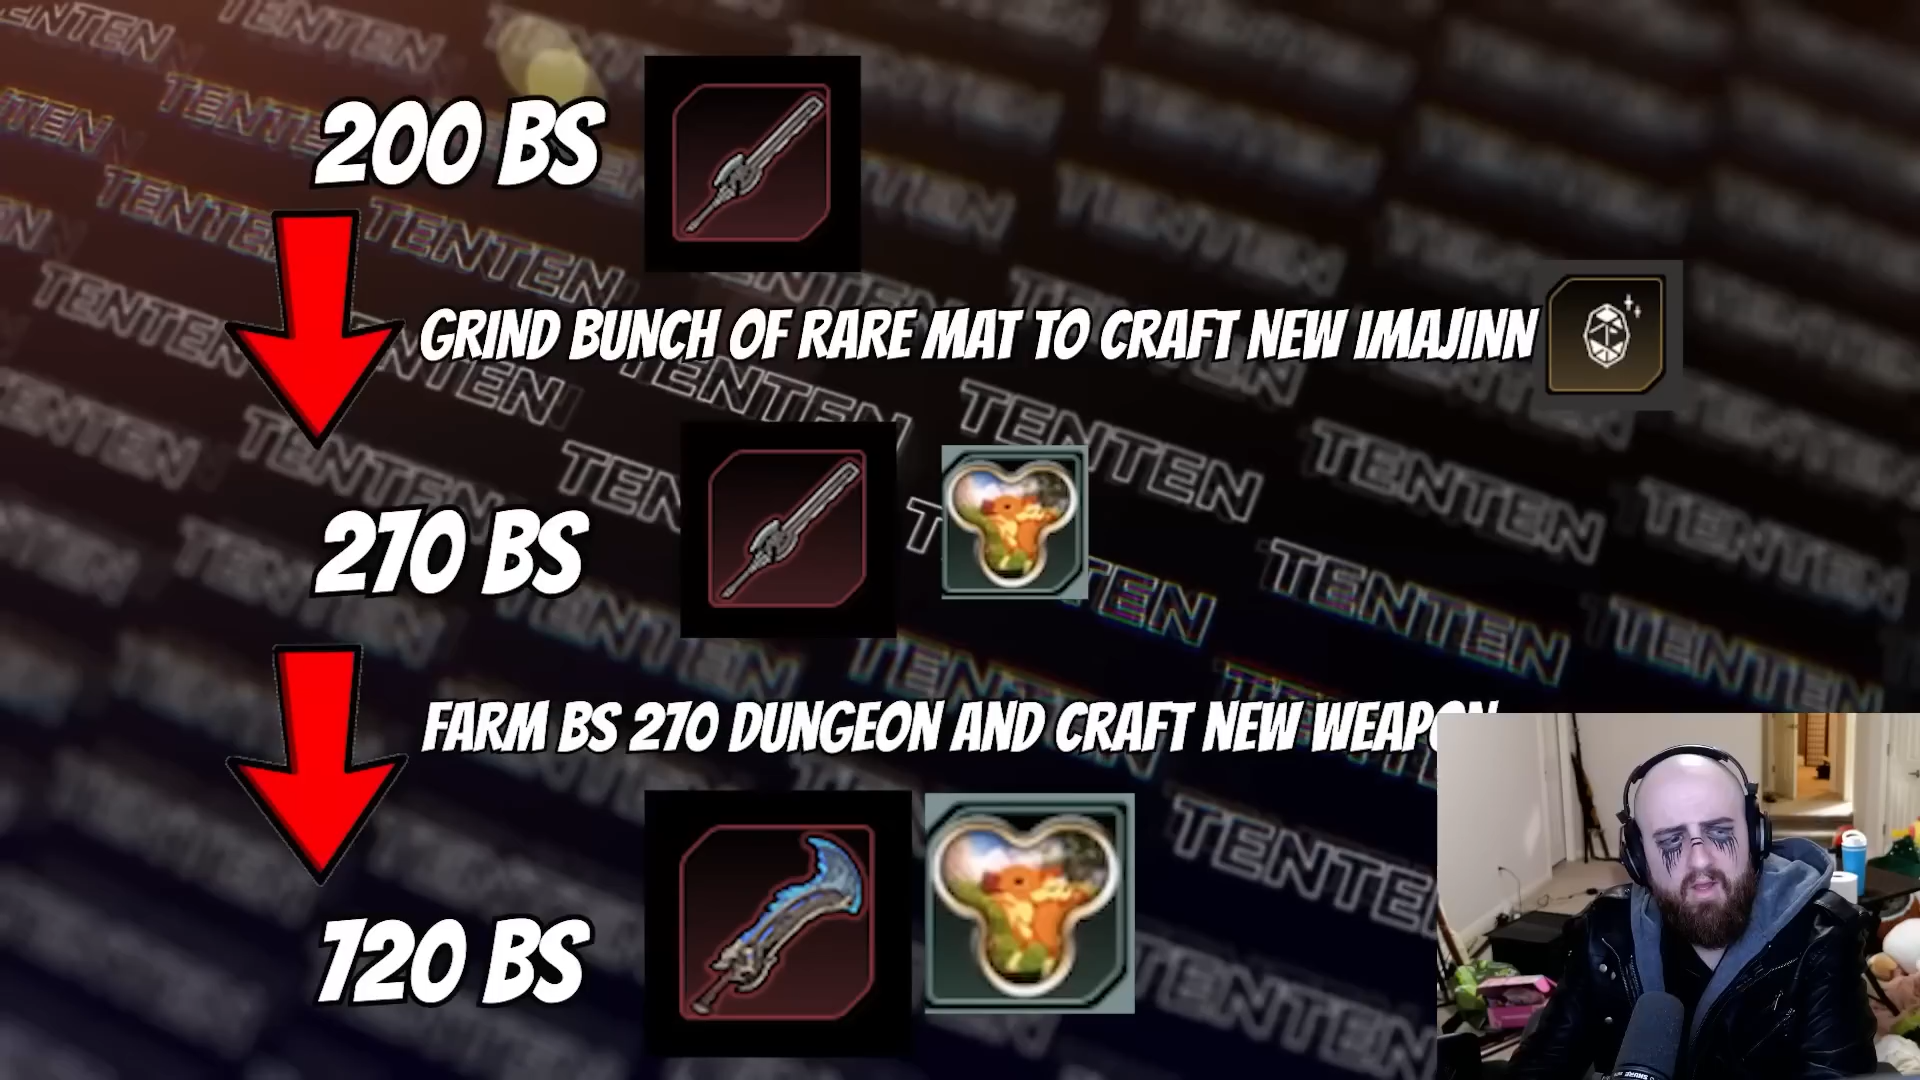 200 BS
GRIND BUNCH OF RARE MAT TO CRAFT NEW IMAJINN
270 BS
FARM BS 270 DUNGEON AND CRAFT NEW
720 BS
TENTEN